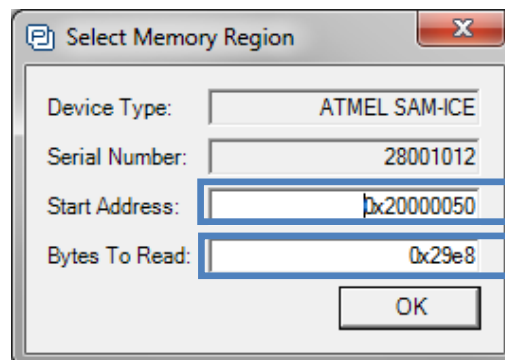 Select Memory Region
Device Type: ATMEL SAM-ICE
Serial Number: 28001012
Start Address: 0x20000050
Bytes To Read: 0x29e8
OK